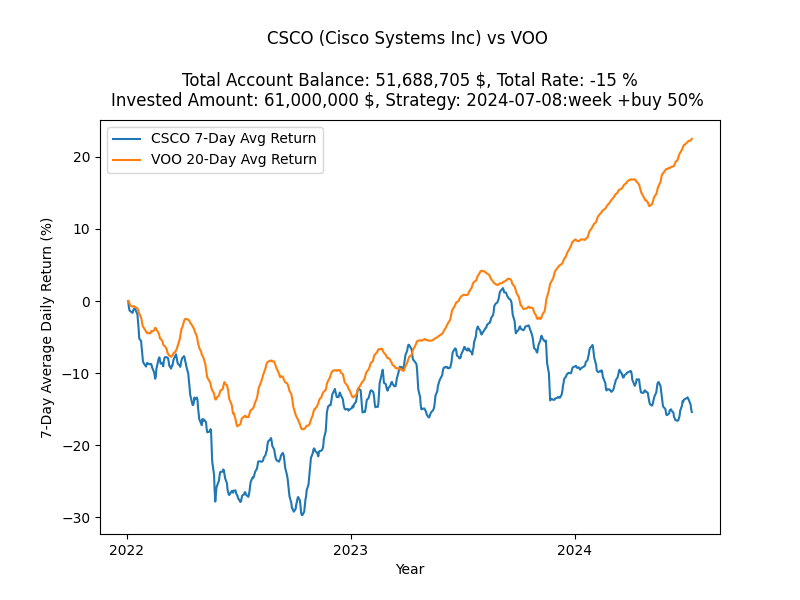 CSCO (Cisco Systems Inc) vs VOO
Total Account Balance: 51,688,705 $, Total Rate: -15 %
Invested Amount: 61,000,000 $, Strategy: 2024-07-08:week +buy 50%
CSCO 7-Day Avg Return
VOO 20-Day Avg Return
7-Day Average Daily Return (%)
20
10
0
−10
−20
−30
2022
2023
2024
Year